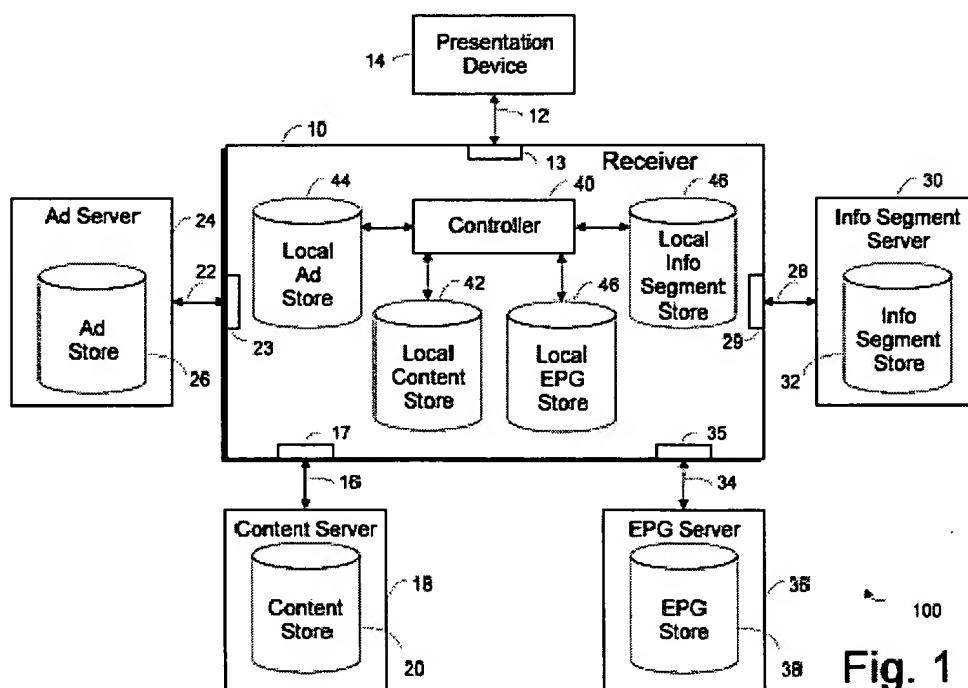 Presentation
Device
14
12
10
13
Receiver
44
40
46
30
Ad Server
24
Controller
Info Segment
Server
Local
Ad
Store
Local
Info
Segment
Store
22
42
46
28
Ad
Store
Local
Content
Store
Local
EPG
Store
Info
Segment
Store
26
23
29
32
17
35
16
34
Content Server
EPG Server
18
36
Content
Store
EPG
Store
100
20
38
Fig. 1